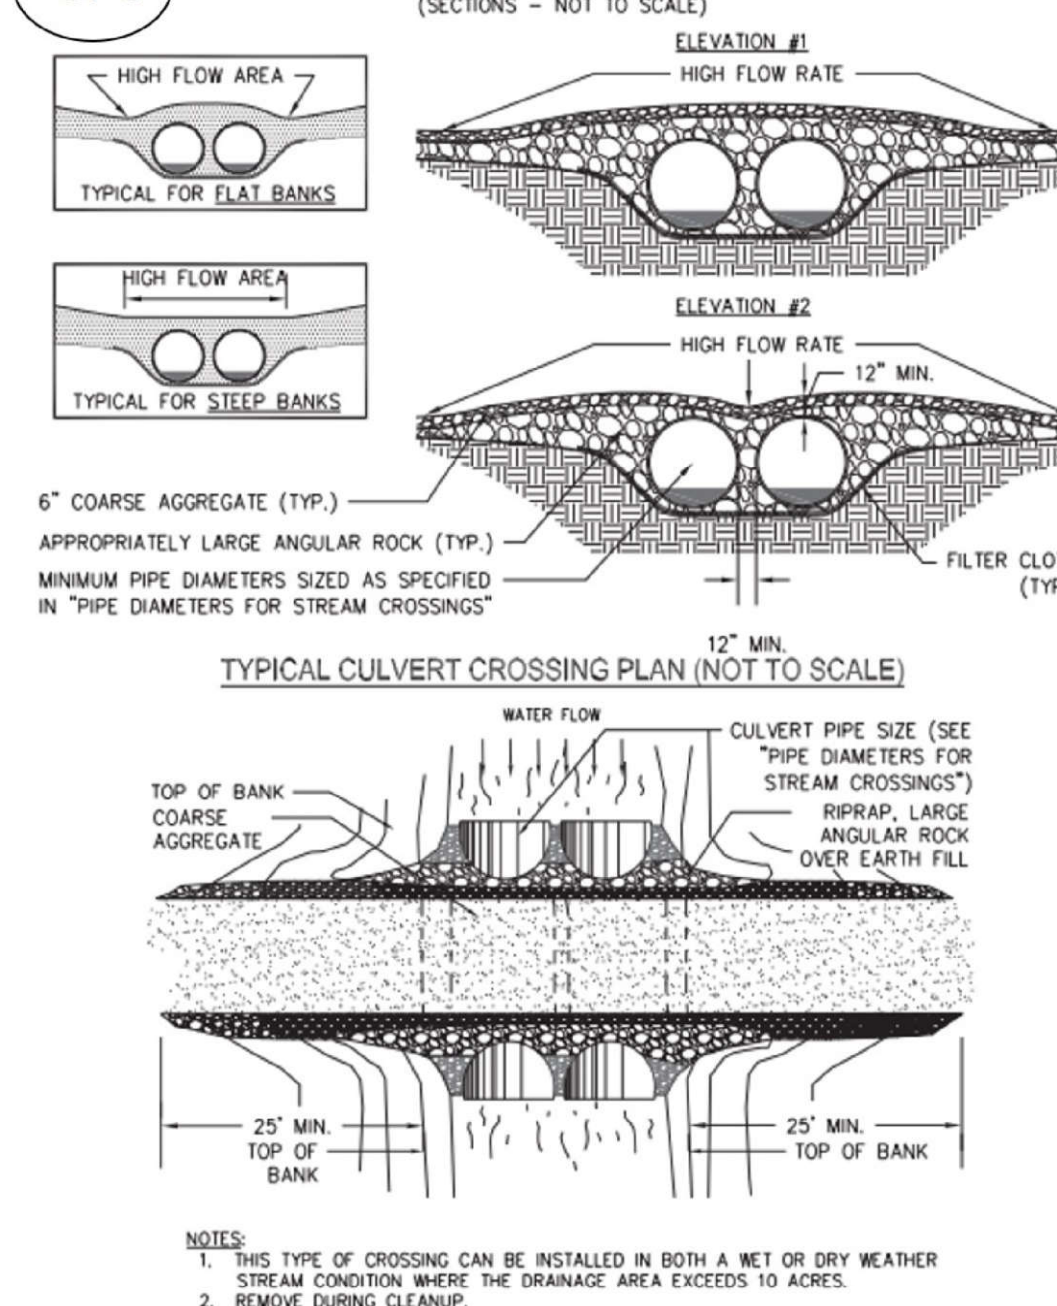 (SECTIONS – NOT TO SCALE)
ELEVATION #1
HIGH FLOW RATE
HIGH FLOW AREA
TYPICAL FOR FLAT BANKS
HIGH FLOW AREA
TYPICAL FOR STEEP BANKS
ELEVATION #2
HIGH FLOW RATE
12" MIN.
6" COARSE AGGREGATE (TYP.)
APPROPRIATELY LARGE ANGULAR ROCK (TYP.)
MINIMUM PIPE DIAMETERS SIZED AS SPECIFIED
IN "PIPE DIAMETERS FOR STREAM CROSSINGS"
FILTER CLO
(TYP
12" MIN.
TYPICAL CULVERT CROSSING PLAN (NOT TO SCALE)
WATER FLOW
CULVERT PIPE SIZE (SEE
"PIPE DIAMETERS FOR
STREAM CROSSINGS")
TOP OF BANK
COARSE
AGGREGATE
RIPRAP, LARGE
ANGULAR ROCK
OVER EARTH FILL
25' MIN.
TOP OF
BANK
25' MIN.
TOP OF BANK
NOTES:
1. THIS TYPE OF CROSSING CAN BE INSTALLED IN BOTH A WET OR DRY WEATHER
STREAM CONDITION WHERE THE DRAINAGE AREA EXCEEDS 10 ACRES.
2. REMOVE DURING CLEANUP.